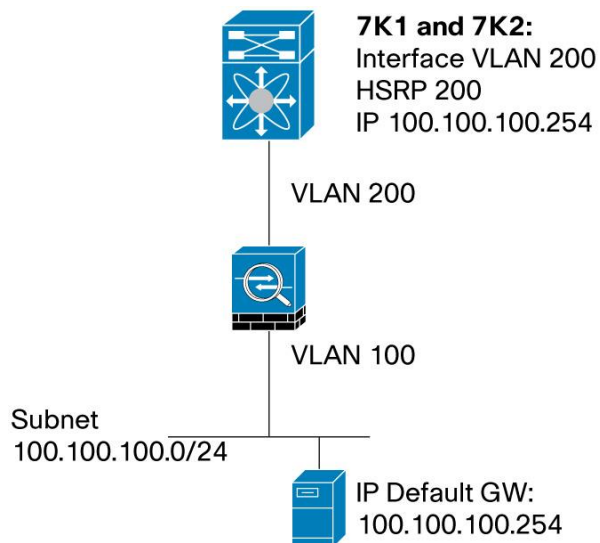 7K1 and 7K2:
Interface VLAN 200
HSRP 200
IP 100.100.100.254
VLAN 200
VLAN 100
Subnet
100.100.100.0/24
IP Default GW:
100.100.100.254